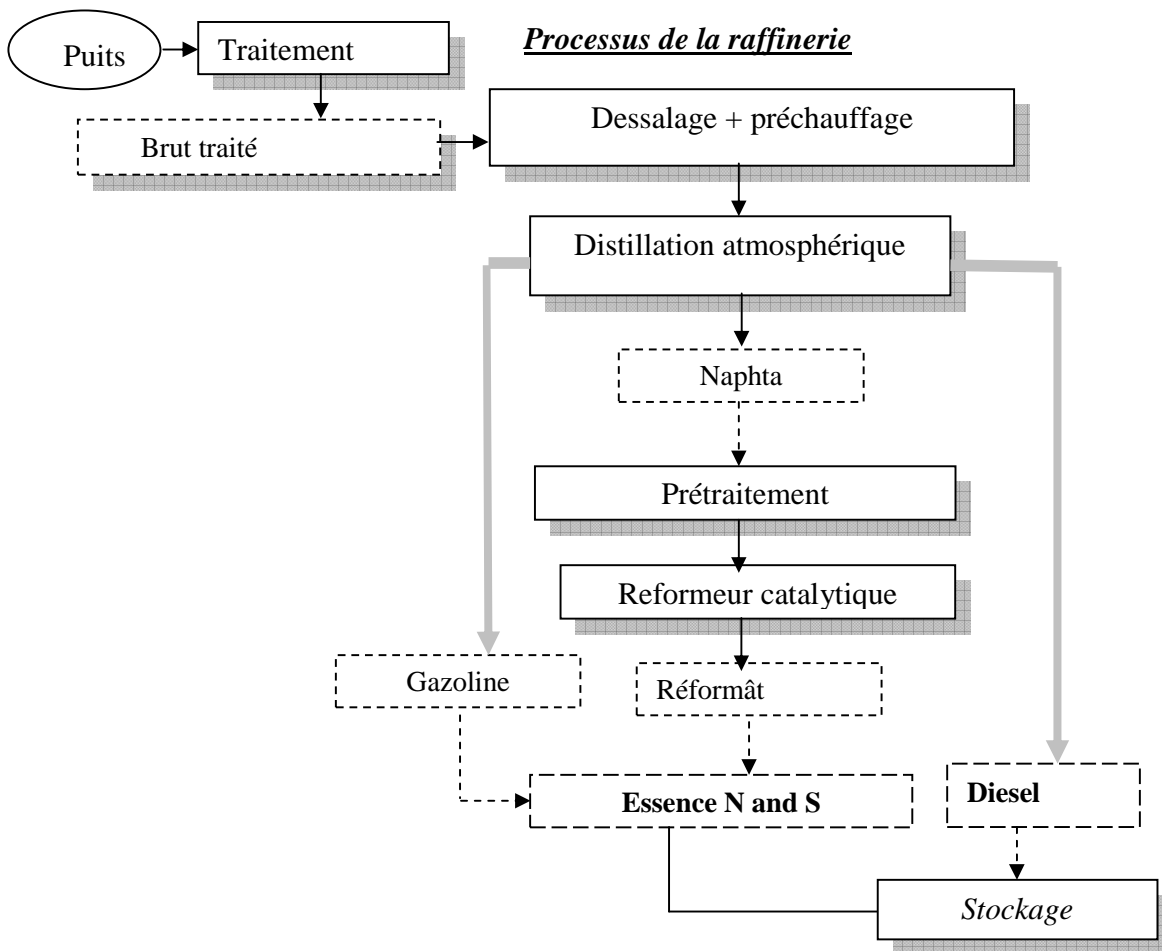 Processus de la raffinerie
Puits
Traitement
Brut traité
Dessalage + préchauffage
Distillation atmosphérique
Naphta
Prétraitement
Reformeur catalytique
Gazoline
Réformât
Essence N and S
Diesel
Stockage